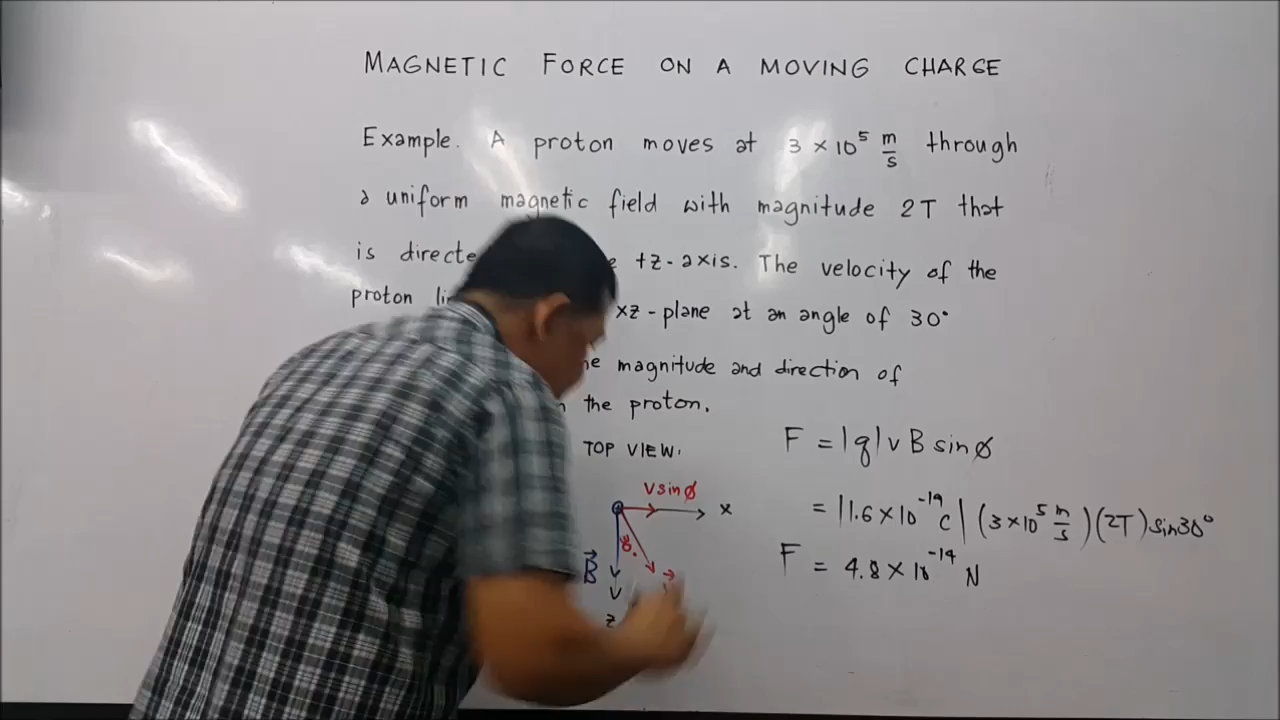 MAGNETIC FORCE ON A MOVING CHARGE
Example. A proton moves at 3 × 10⁵ m/s through
a uniform magnetic field with magnitude 2T that
is +z-axis. The velocity of the
proton xz-plane at an angle of 30°
magnitude and direction of
the proton.
TOP VIEW.
F = |q| v B sin ϕ
v sin ϕ
x
= |1.6 × 10⁻¹⁹ C| (3 × 10⁵ m/s) (2T) sin 30°
B⃗
F = 4.8 × 10⁻¹⁴ N
z